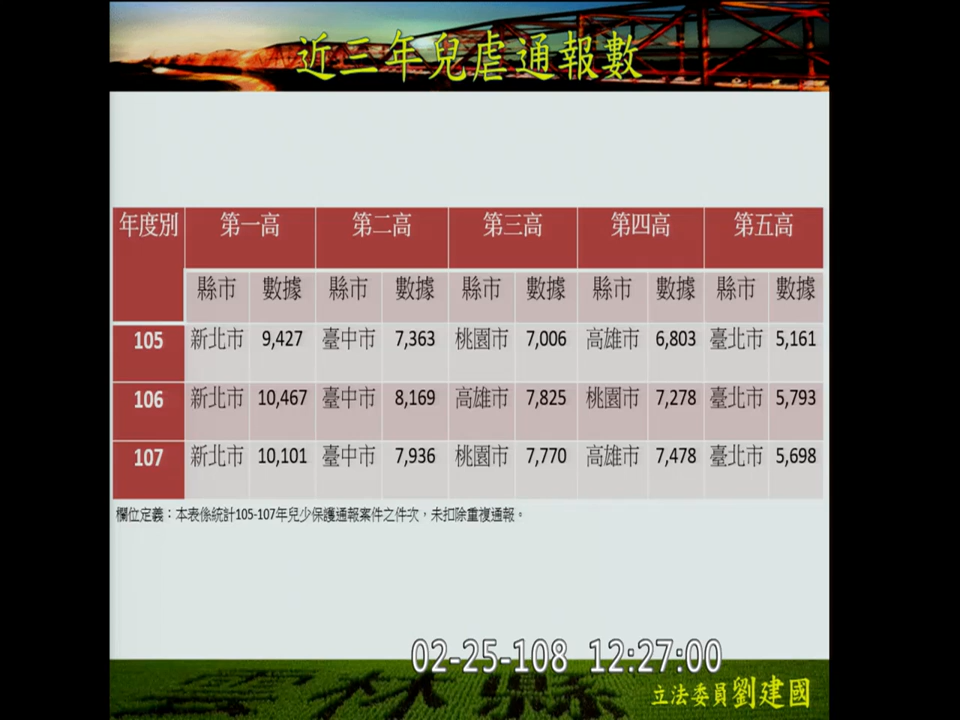 近三年兒虐通報數
年度別 第一高 第二高 第三高 第四高 第五高
縣市 數據 縣市 數據 縣市 數據 縣市 數據 縣市 數據
105 新北市 9,427 臺中市 7,363 桃園市 7,006 高雄市 6,803 臺北市 5,161
106 新北市 10,467 臺中市 8,169 高雄市 7,825 桃園市 7,278 臺北市 5,793
107 新北市 10,101 臺中市 7,936 桃園市 7,770 高雄市 7,478 臺北市 5,698
欄位定義：本表係統計105-107年兒少保護通報案件之件次，未扣除重複通報。
02-25-108 12:27:00
雲林縣
立法委員劉建國